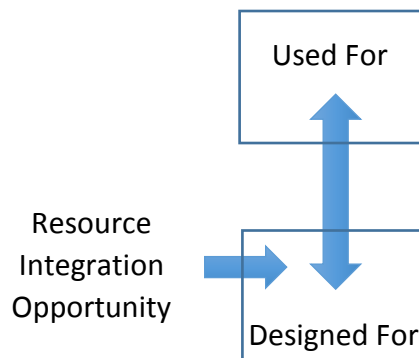 Used For
Resource
Integration
Opportunity
Designed For